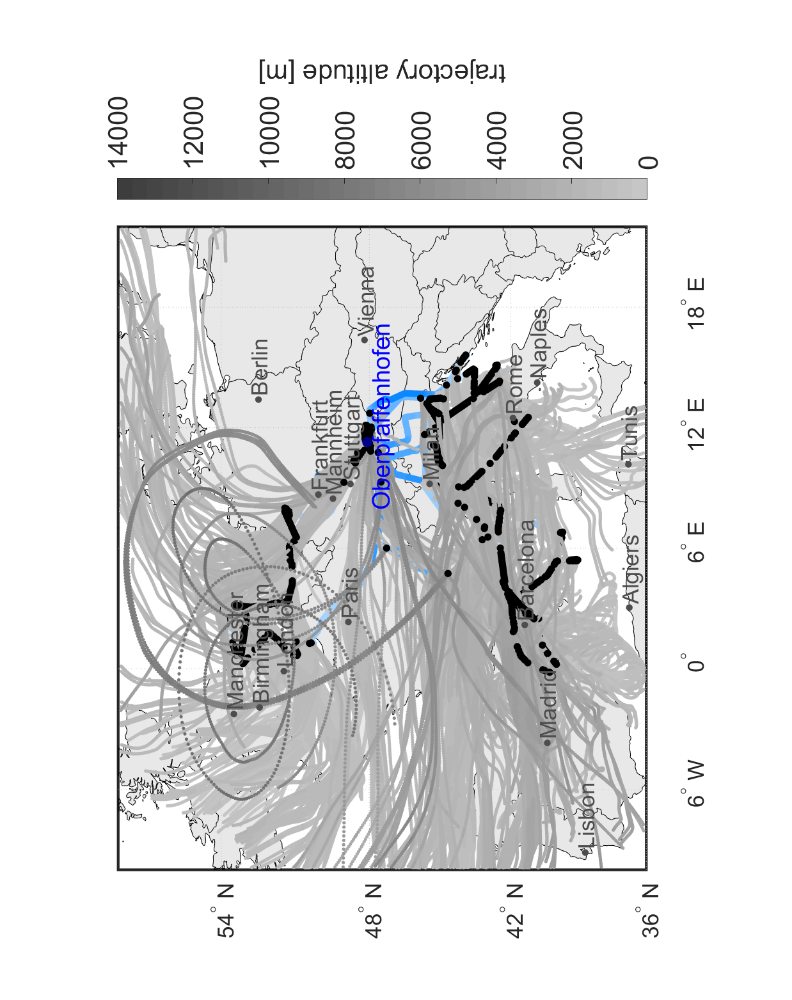 Manchester
Birmingham
London
Berlin
Frankfurt
Mannheim
Stuttgart
Paris
Vienna
Oberpfaffenhofen
Milan
Barcelona
Rome
Naples
Madrid
Lisbon
Algiers
Tunis
54° N
48° N
42° N
36° N
6° W
0°
6° E
12° E
18° E
0
2000
4000
6000
8000
10000
12000
14000
trajectory altitude [m]